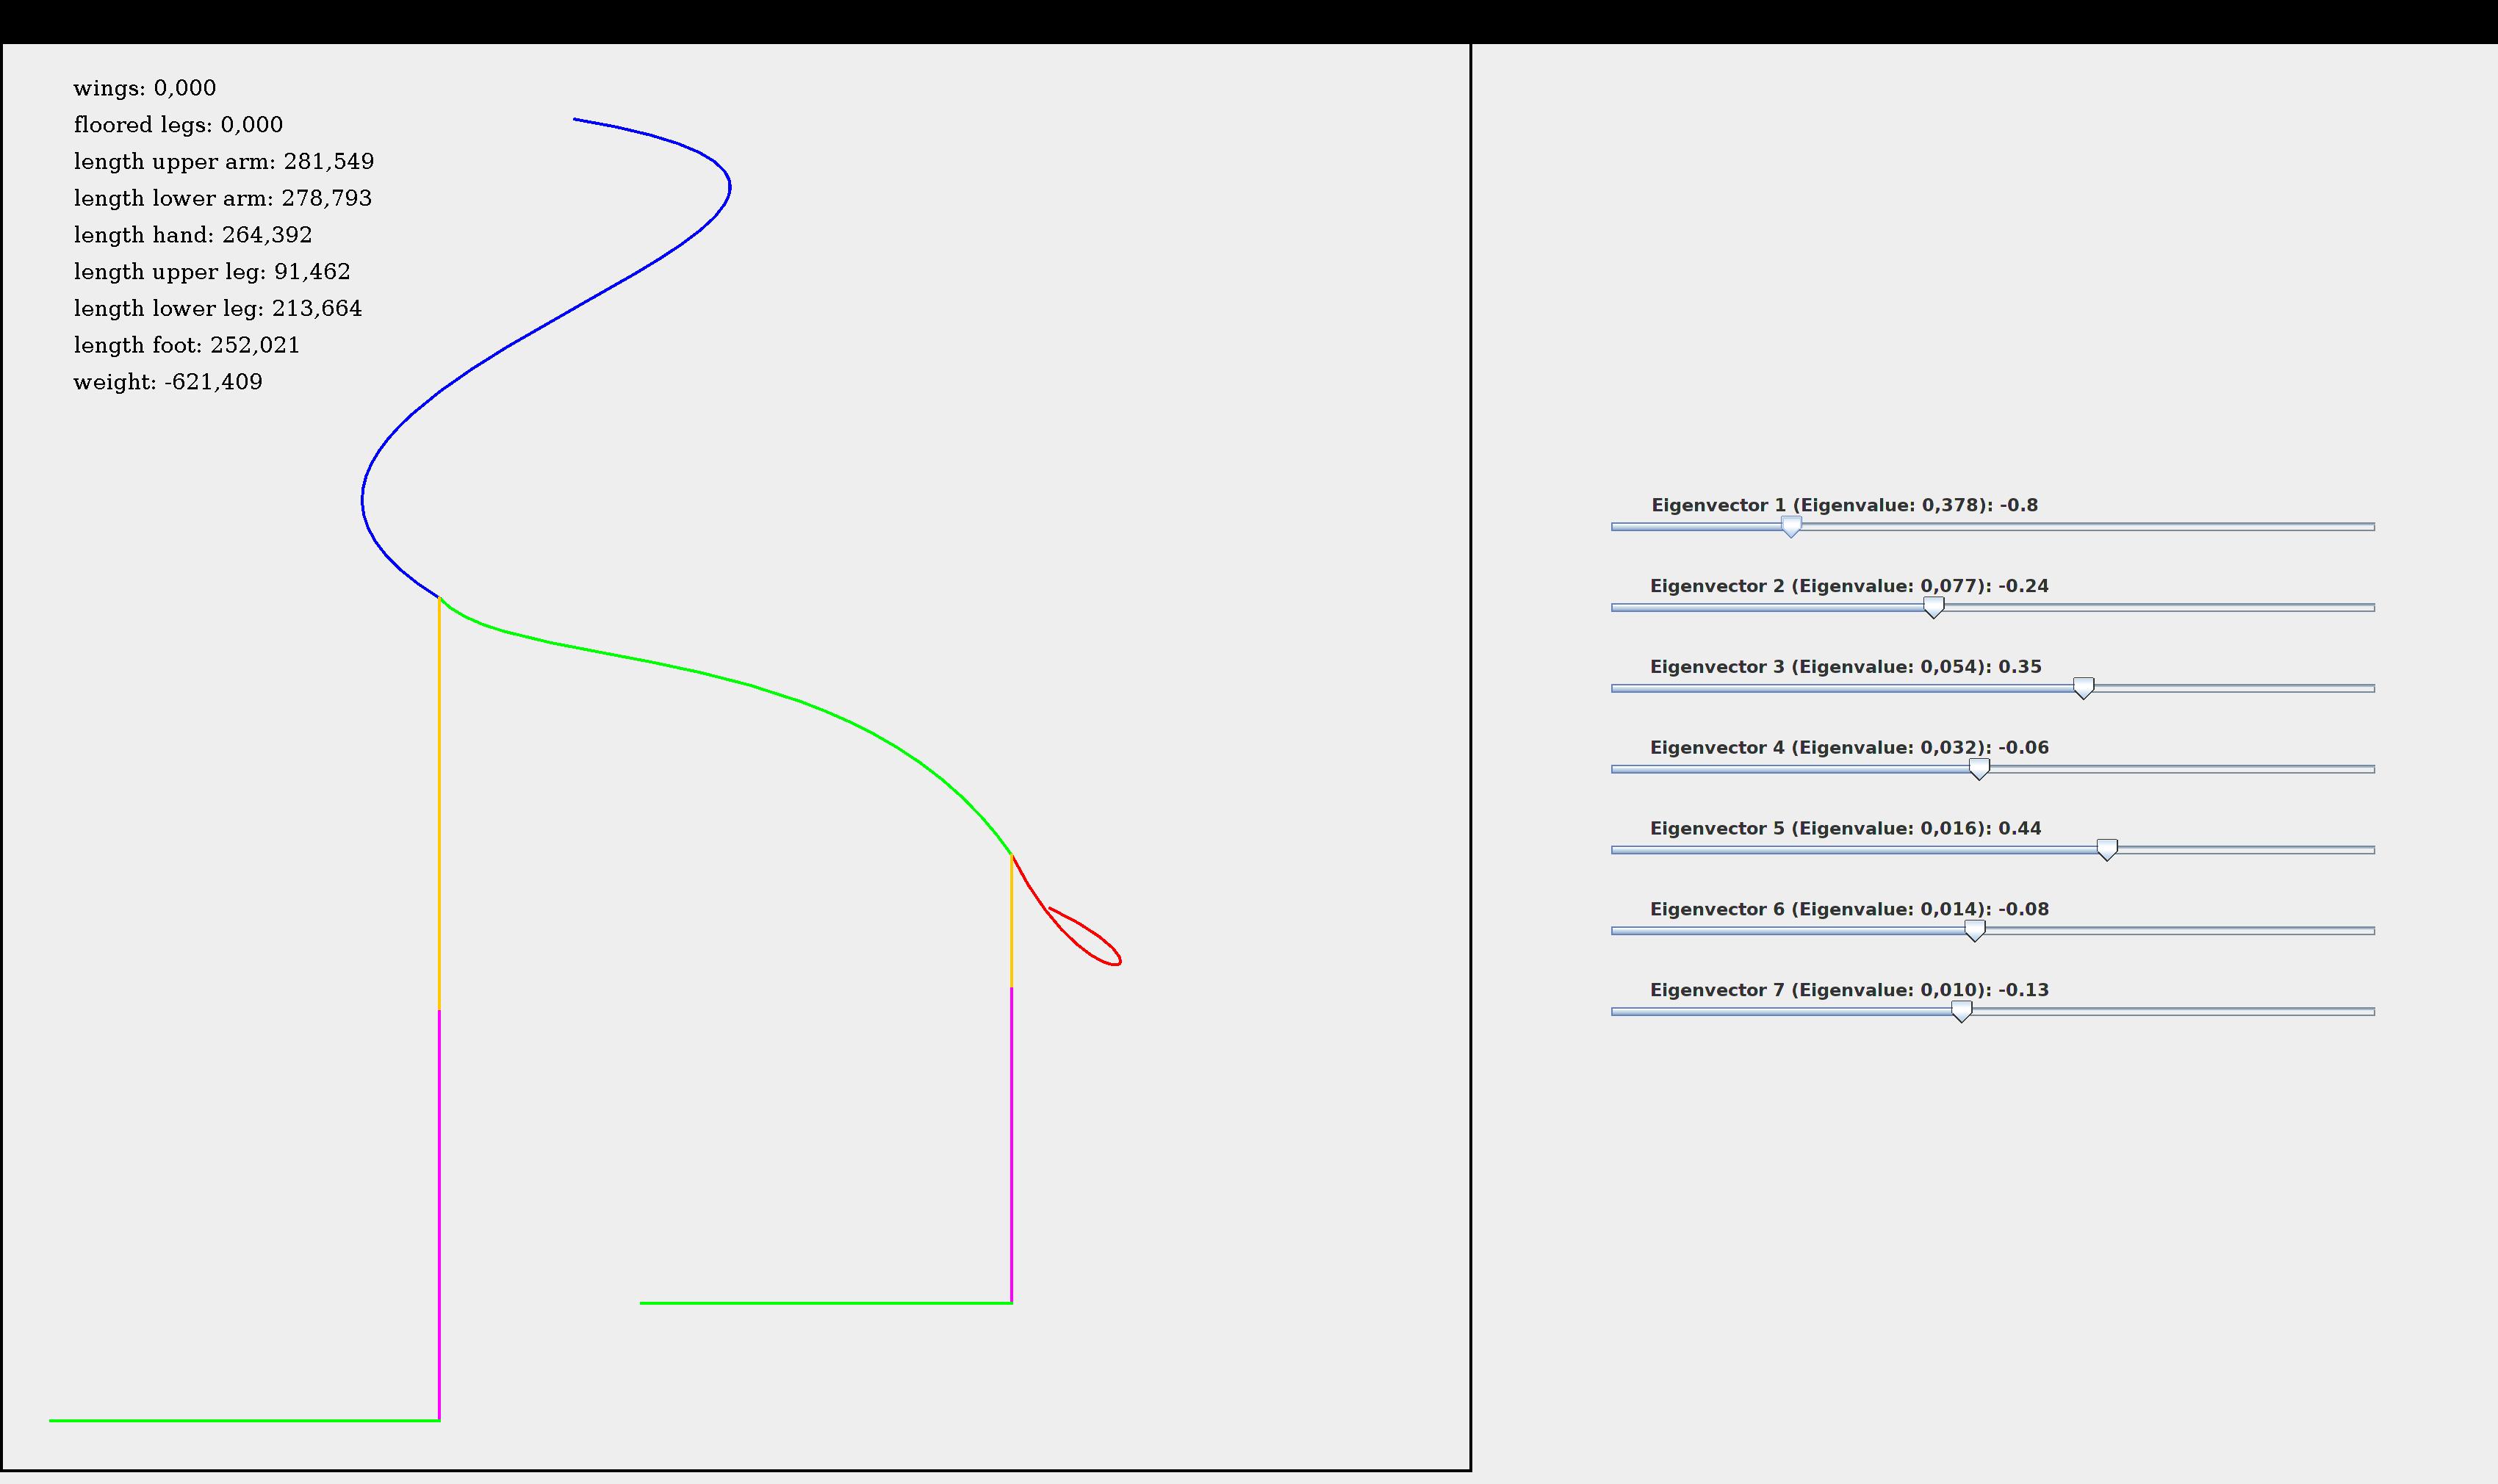 wings: 0,000
floored legs: 0,000
length upper arm: 281,549
length lower arm: 278,793
length hand: 264,392
length upper leg: 91,462
length lower leg: 213,664
length foot: 252,021
weight: -621,409
Eigenvector 1 (Eigenvalue: 0,378): -0.8
Eigenvector 2 (Eigenvalue: 0,077): -0.24
Eigenvector 3 (Eigenvalue: 0,054): 0.35
Eigenvector 4 (Eigenvalue: 0,032): -0.06
Eigenvector 5 (Eigenvalue: 0,016): 0.44
Eigenvector 6 (Eigenvalue: 0,014): -0.08
Eigenvector 7 (Eigenvalue: 0,010): -0.13